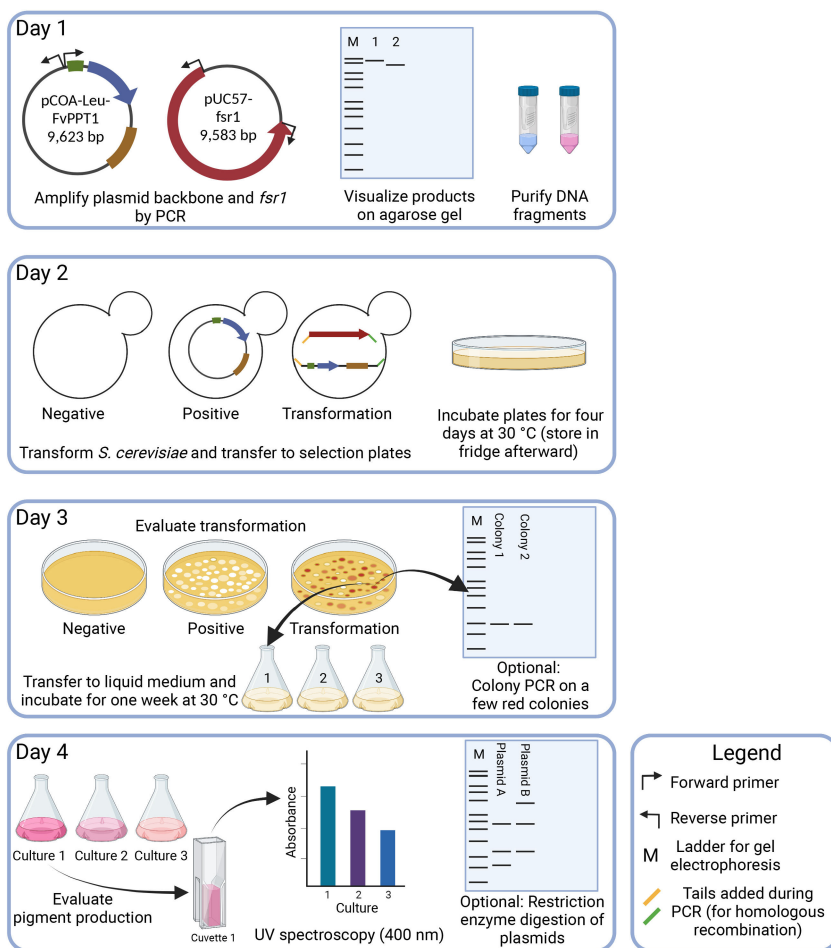 Day 1
pCOA-Leu-
FvPPT1
9,623 bp
pUC57-
fsr1
9,583 bp
Amplify plasmid backbone and fsr1
by PCR
M 1 2
Visualize products
on agarose gel
Purify DNA
fragments
Day 2
Negative
Positive
Transformation
Transform S. cerevisiae and transfer to selection plates
Incubate plates for four
days at 30 °C (store in
fridge afterward)
Day 3
Evaluate transformation
Negative
Positive
Transformation
Transfer to liquid medium and
incubate for one week at 30 °C
1
2
3
M
Colony 1
Colony 2
Optional:
Colony PCR on a
few red colonies
Day 4
Culture 1
Culture 2
Culture 3
Evaluate
pigment production
Cuvette 1
Absorbance
1 2 3
Culture
UV spectroscopy (400 nm)
M
Plasmid A
Plasmid B
Optional: Restriction
enzyme digestion of
plasmids
Legend
Forward primer
Reverse primer
M
Ladder for gel
electrophoresis
Tails added during
PCR (for homologous
recombination)